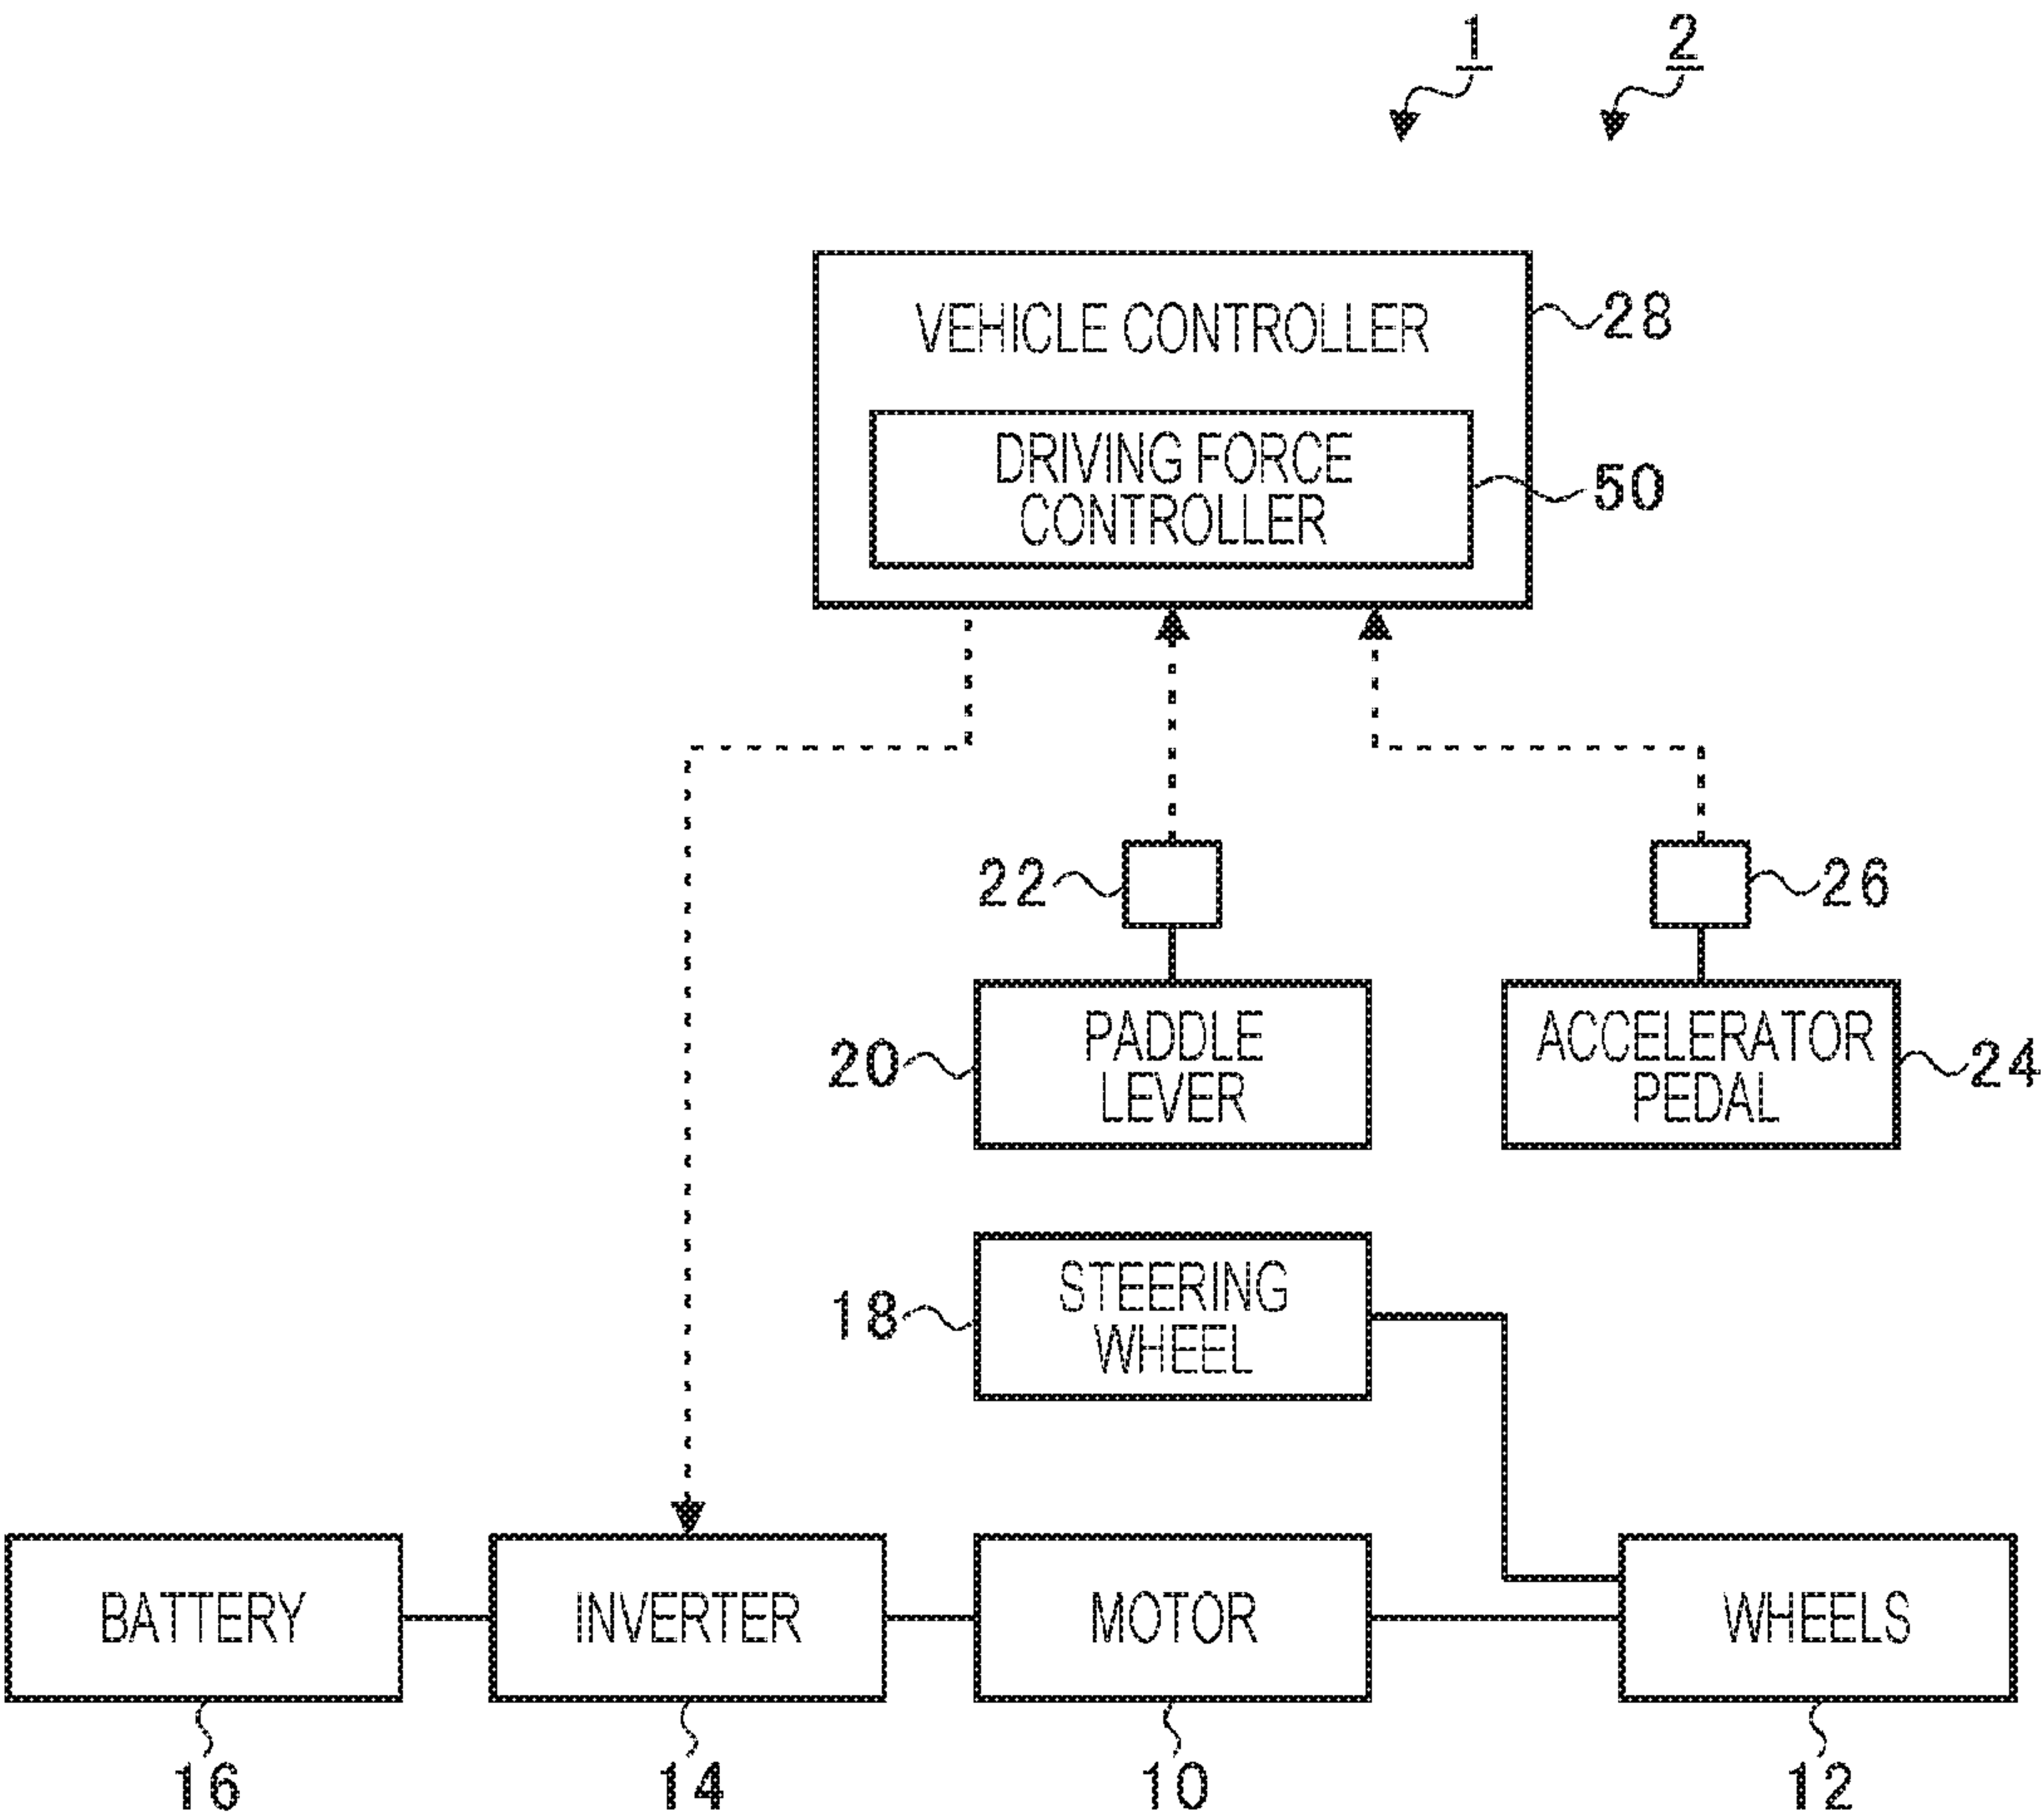 1 2
VEHICLE CONTROLLER
28
DRIVING FORCE
CONTROLLER
50
22
26
20
PADDLE
LEVER
ACCELERATOR
PEDAL
24
18
STEERING
WHEEL
BATTERY
INVERTER
MOTOR
WHEELS
16
14
10
12